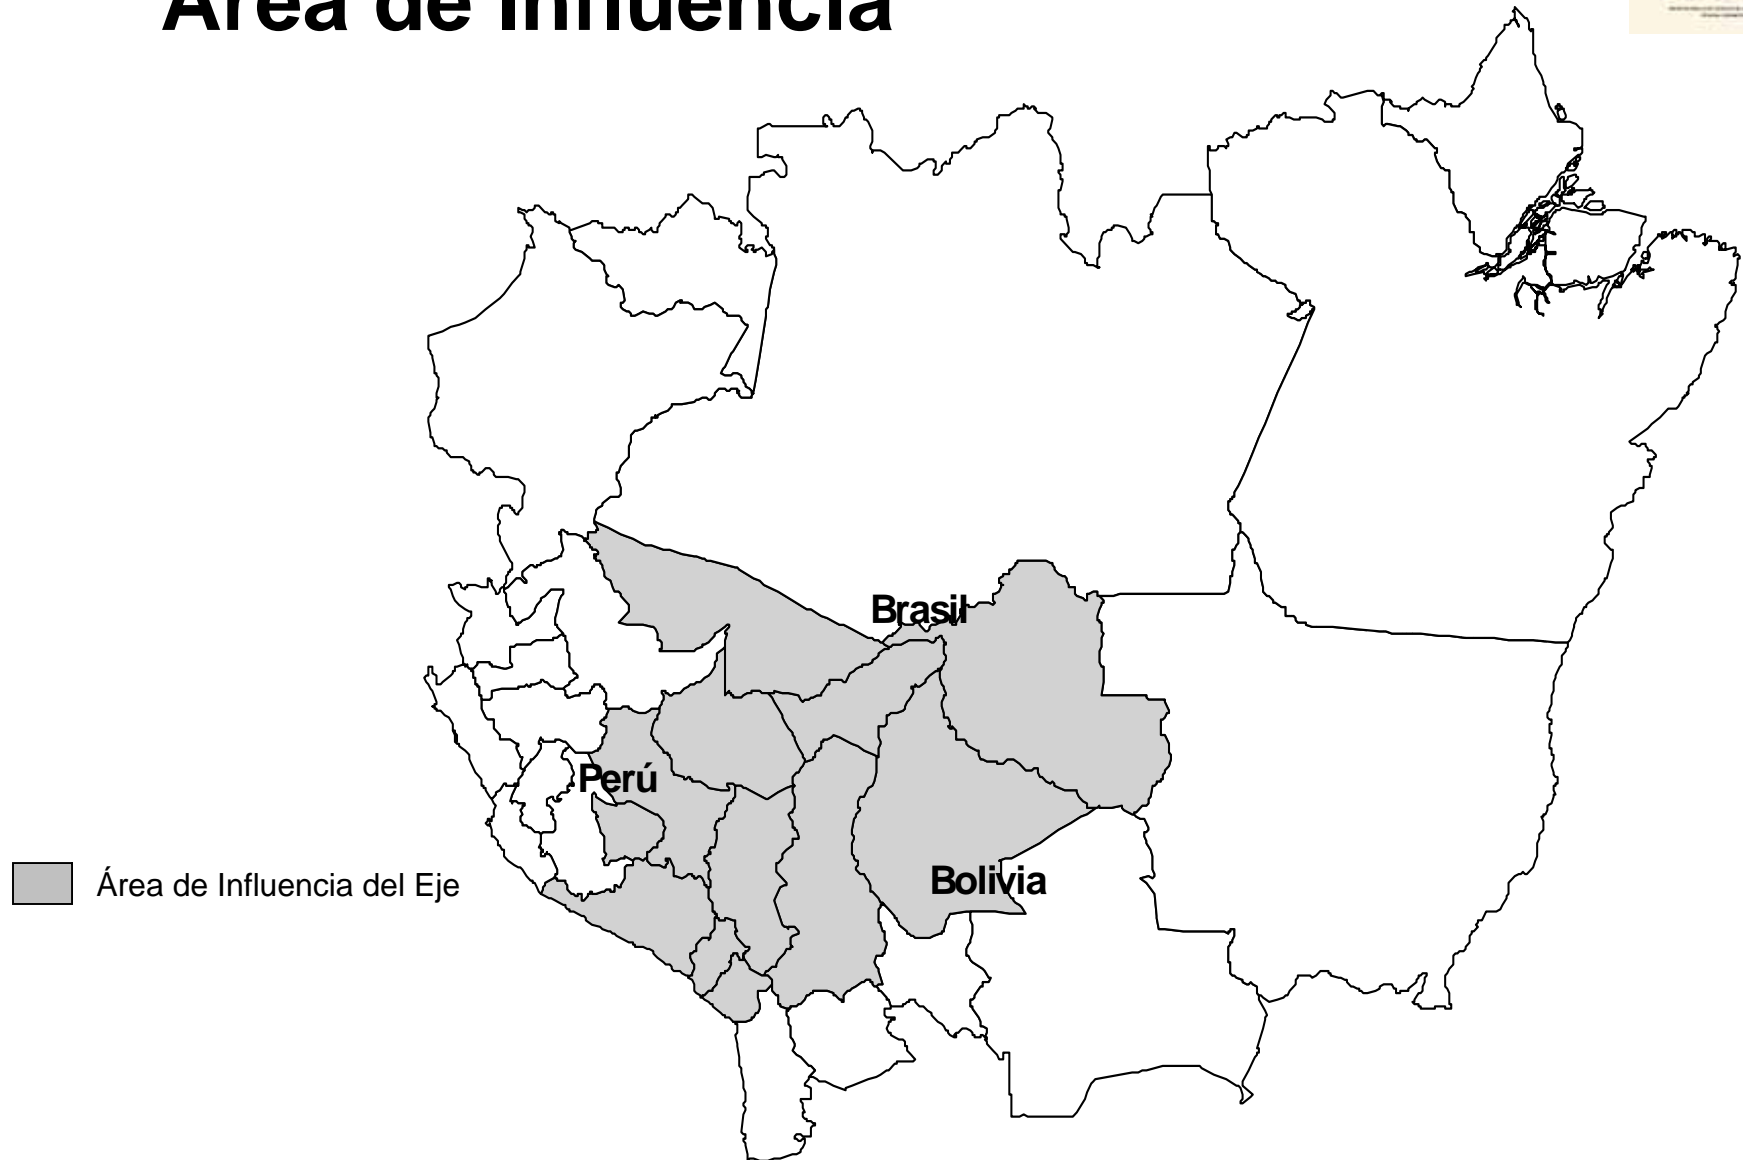 Área de Influencia
Brasil
Perú
Bolivia
Área de Influencia del Eje